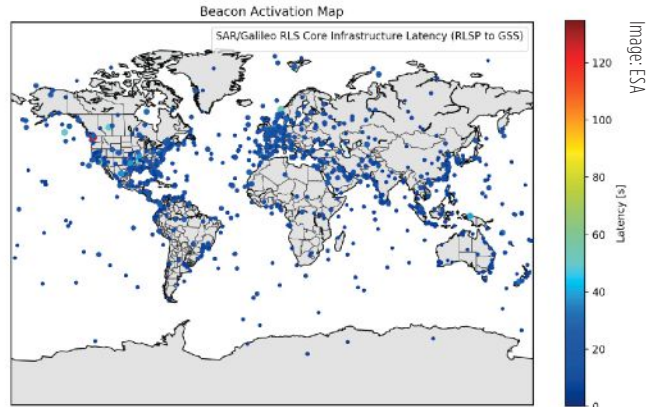 Beacon Activation Map
SAR/Galileo RLS Core Infrastructure Latency (RLSP to GSS)
120
100
80
60
40
20
0
Latency [s]
Image: ESA